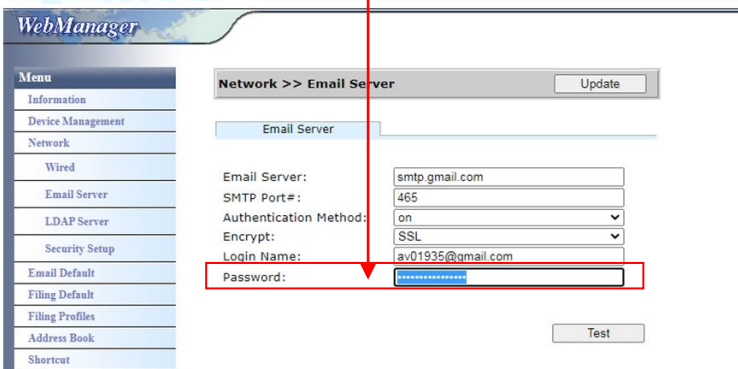 WebManager
Menu
Information
Device Management
Network
Wired
Email Server
LDAP Server
Security Setup
Email Default
Filing Default
Filing Profiles
Address Book
Shortcut
Network >> Email Server
Update
Email Server
Email Server: smtp.gmail.com
SMTP Port#: 465
Authentication Method: on
Encrypt: SSL
Login Name: av01935@gmail.com
Password: ••••••••••••••••
Test